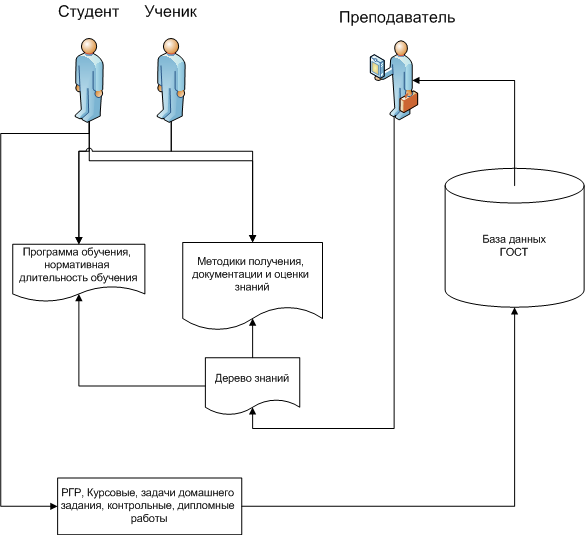 Студент
Ученик
Преподаватель
База данных
ГОСТ
Программа обучения,
нормативная
длительность обучения
Методики получения,
документации и оценки
знаний
Дерево знаний
РГР, Курсовые, задачи домашнего
задания, контрольные, дипломные
работы